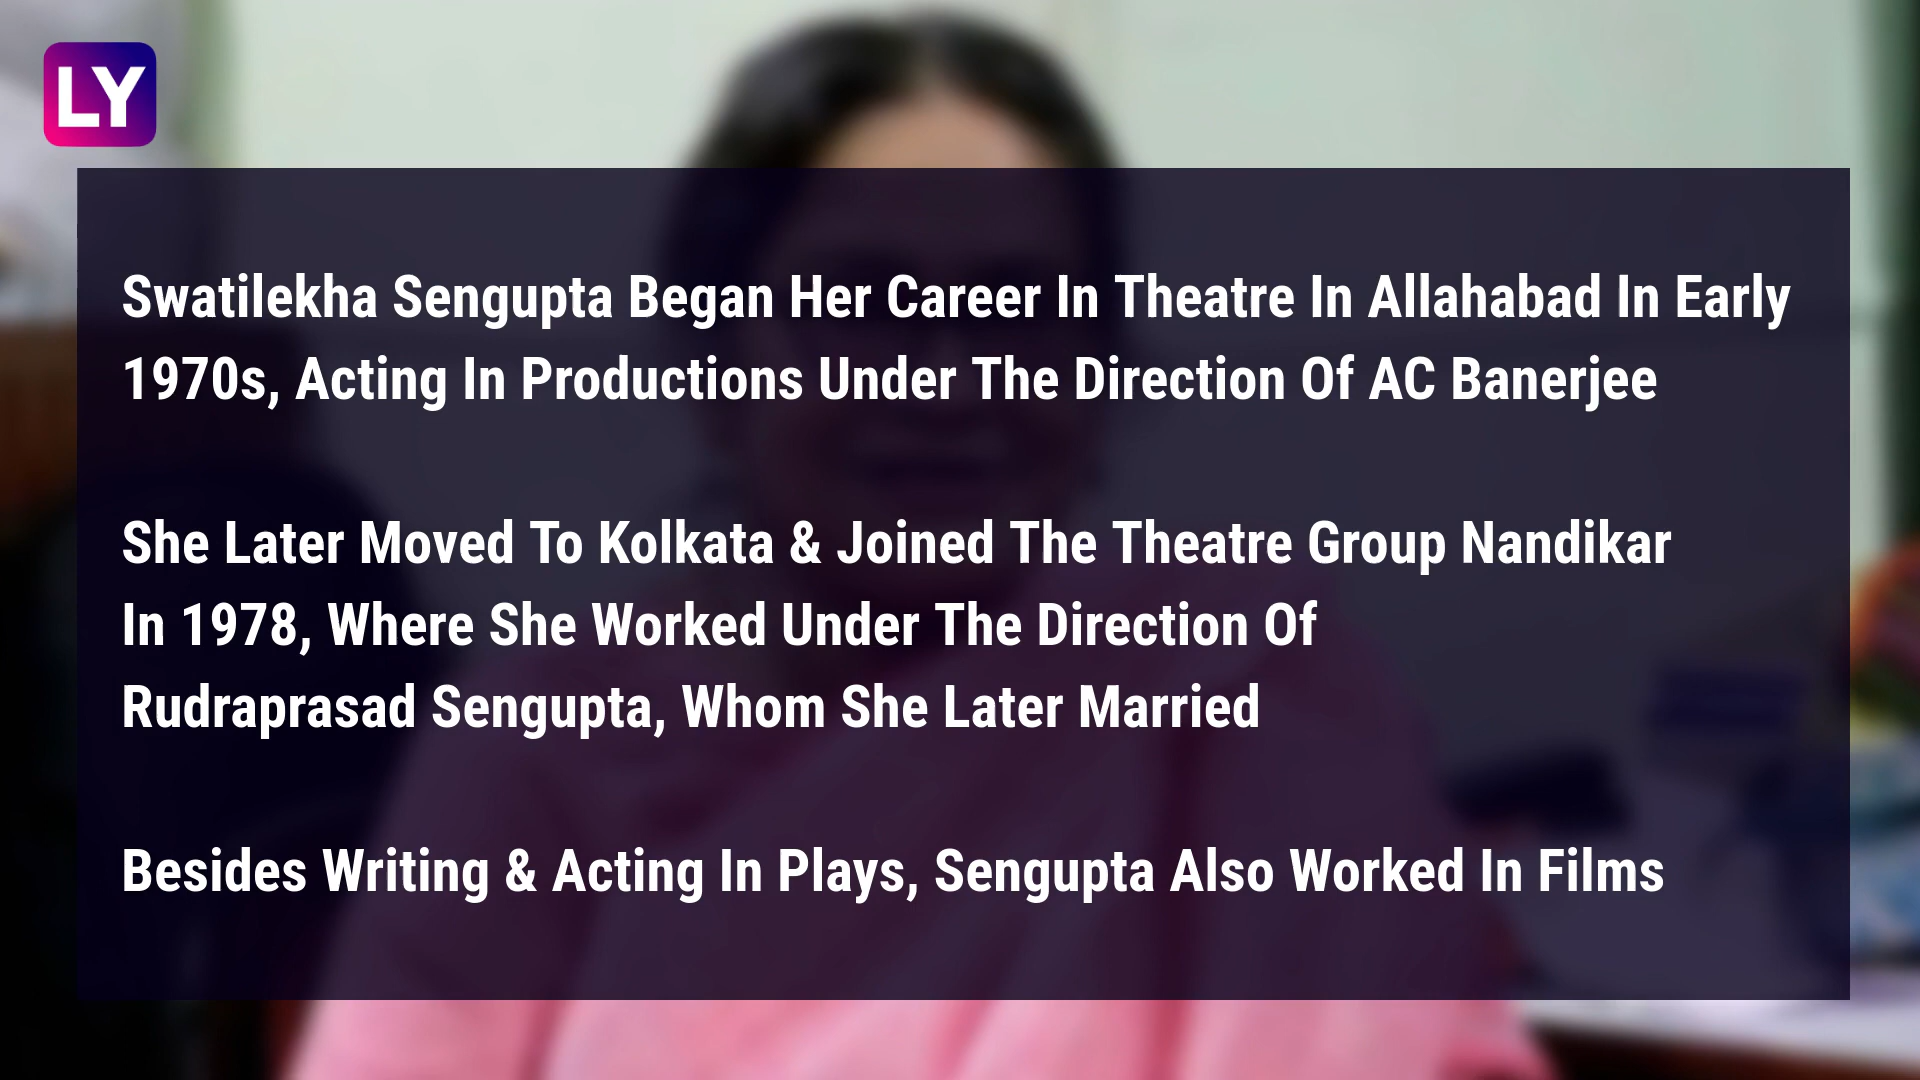 LY
Swatilekha Sengupta Began Her Career In Theatre In Allahabad In Early
1970s, Acting In Productions Under The Direction Of AC Banerjee
She Later Moved To Kolkata & Joined The Theatre Group Nandikar
In 1978, Where She Worked Under The Direction Of
Rudraprasad Sengupta, Whom She Later Married
Besides Writing & Acting In Plays, Sengupta Also Worked In Films